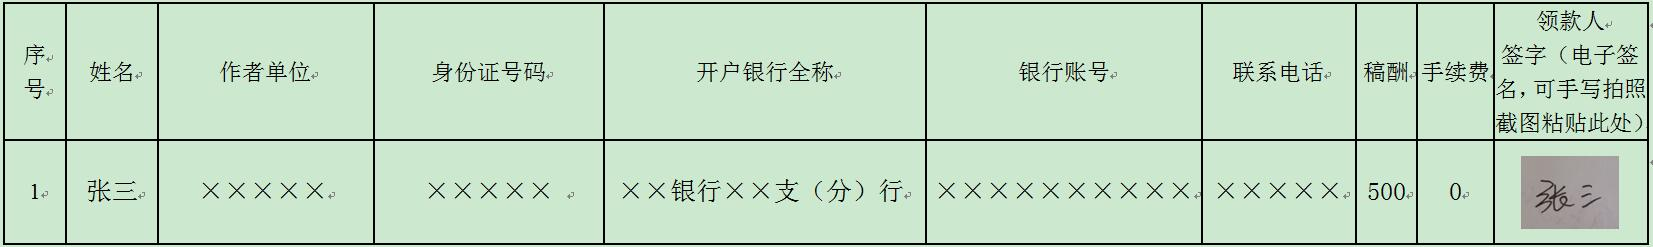 序号
姓名
作者单位
身份证号码
开户银行全称
银行账号
联系电话
稿酬
手续费
领款人
签字（电子签
名，可手写拍照
截图粘贴此处）
1
张三
×××××
×××××
××银行××支（分）行
××××××××××
×××××
500
0
张三